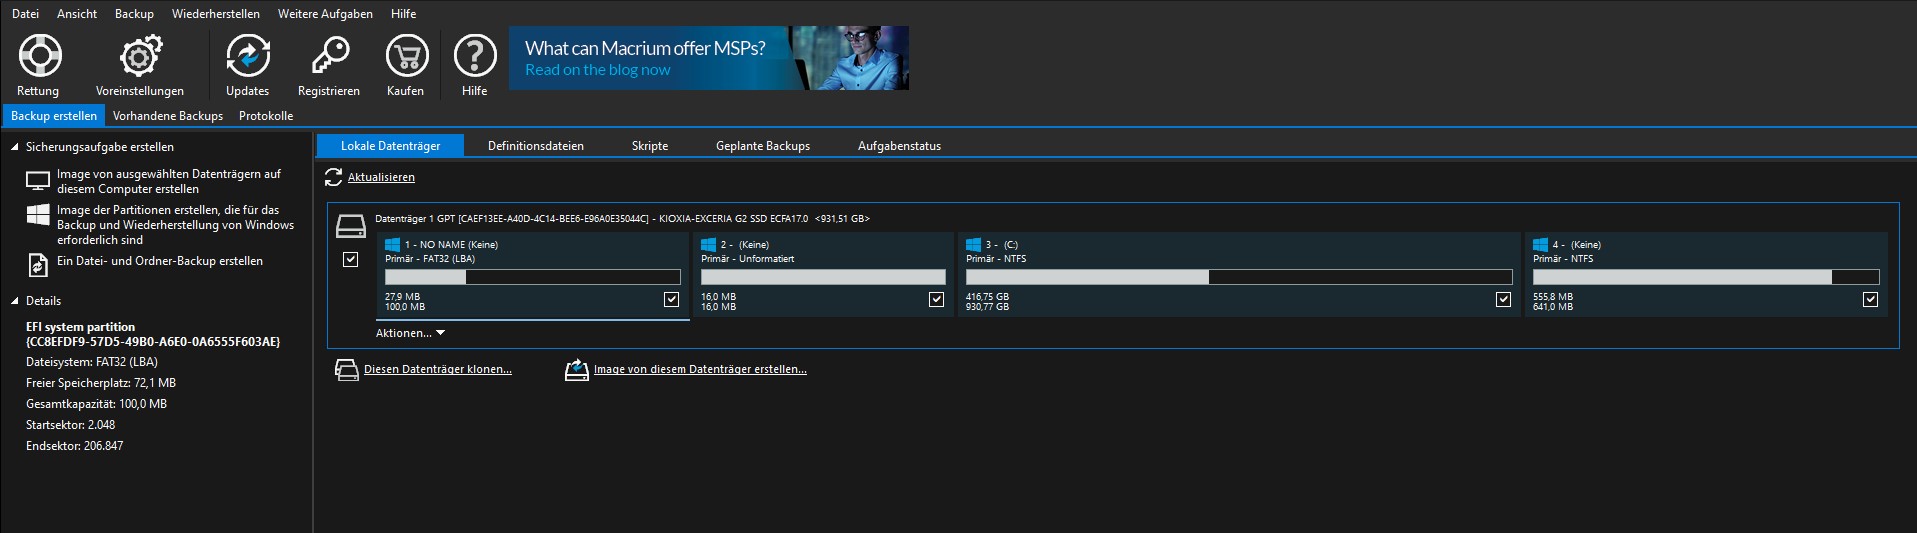 Datei Ansicht Backup Wiederherstellen Weitere Aufgaben Hilfe
Rettung Voreinstellungen Updates Registrieren Kaufen Hilfe
What can Macrium offer MSPs?
Read on the blog now
Backup erstellen Vorhandene Backups Protokolle
Sicherungsaufgabe erstellen
Image von ausgewählten Datenträgern auf
diesem Computer erstellen
Image der Partitionen erstellen, die für das
Backup und Wiederherstellung von Windows
erforderlich sind
Ein Datei- und Ordner-Backup erstellen
Details
EFI system partition
{CC8EFDF9-57D5-49B0-A6E0-0A6555F603AE}
Dateisystem: FAT32 (LBA)
Freier Speicherplatz: 72,1 MB
Gesamtkapazität: 100,0 MB
Startsektor: 2.048
Endsektor: 206.847
Lokale Datenträger Definitionsdateien Skripte Geplante Backups Aufgabenstatus
Aktualisieren
Datenträger 1 GPT [CAEF13EE-A40D-4C14-BEE6-E96A0E35044C] - KIOXIA-EXCERIA G2 SSD ECFA17.0 <931,51 GB>
1 - NO NAME (Keine)
Primär - FAT32 (LBA)
27,9 MB
100,0 MB
2 - (Keine)
Primär - Unformatiert
16,0 MB
16,0 MB
3 - (C:)
Primär - NTFS
416,75 GB
930,77 GB
4 - (Keine)
Primär - NTFS
555,8 MB
641,0 MB
Aktionen...
Diesen Datenträger klonen... Image von diesem Datenträger erstellen...